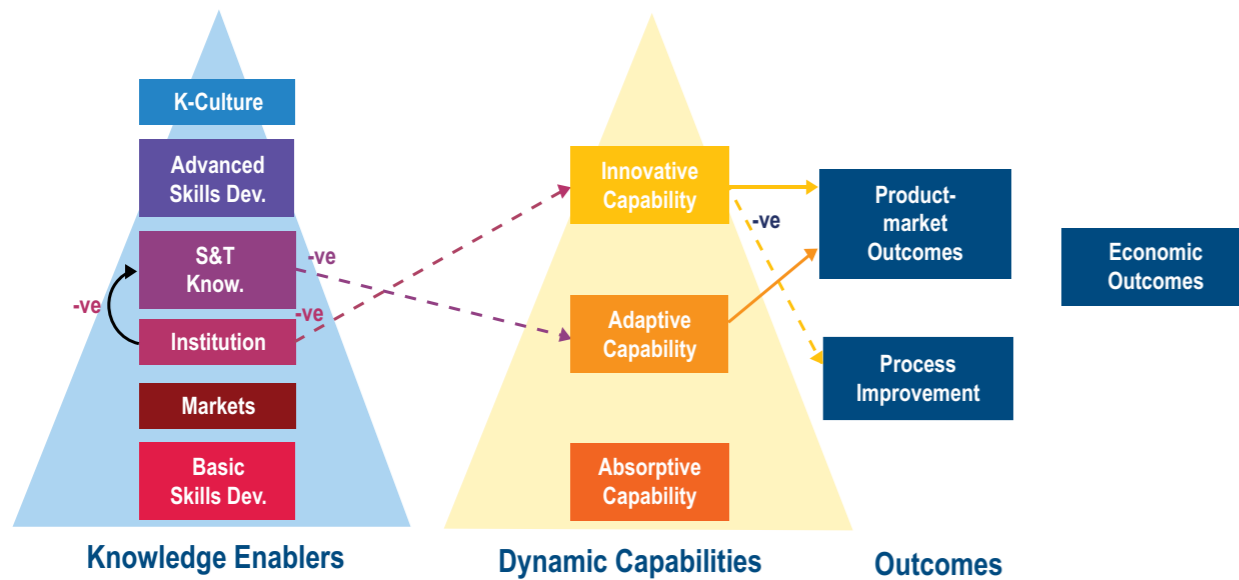 K-Culture
Advanced
Skills Dev.
S&T
Know.
-ve
Institution
-ve
-ve
Markets
Basic
Skills Dev.
Knowledge Enablers
Innovative
Capability
Adaptive
Capability
Absorptive
Capability
Dynamic Capabilities
-ve
Product-
market
Outcomes
Process
Improvement
Economic
Outcomes
Outcomes